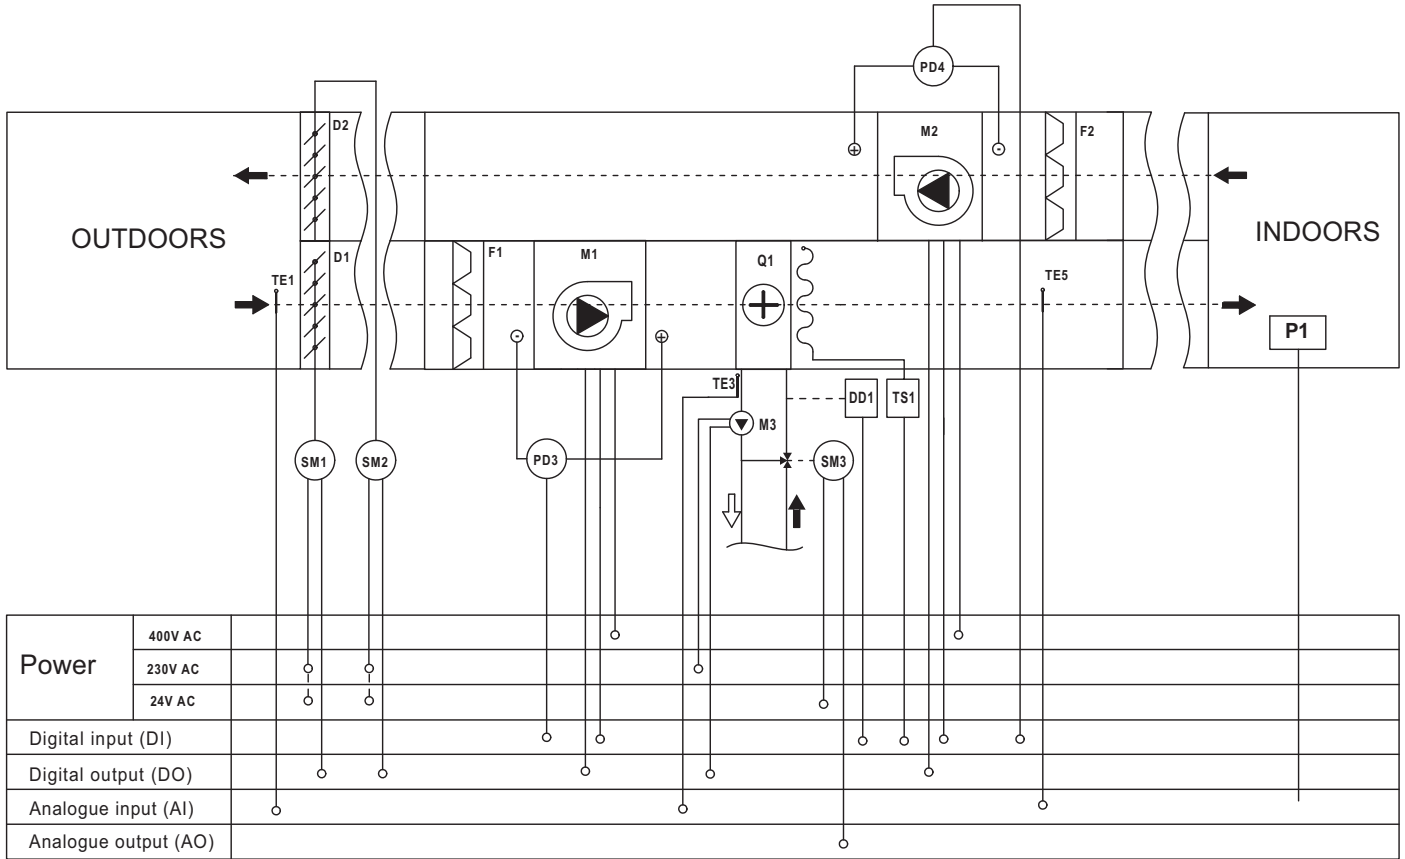 PD4
D2
M2
F2
OUTDOORS
INDOORS
TE1
D1
F1
M1
Q1
TE5
+
-
-
+
P1
TE3
DD1
TS1
M3
SM1
SM2
PD3
SM3
Power
400V AC
230V AC
24V AC
Digital input (DI)
Digital output (DO)
Analogue input (AI)
Analogue output (AO)